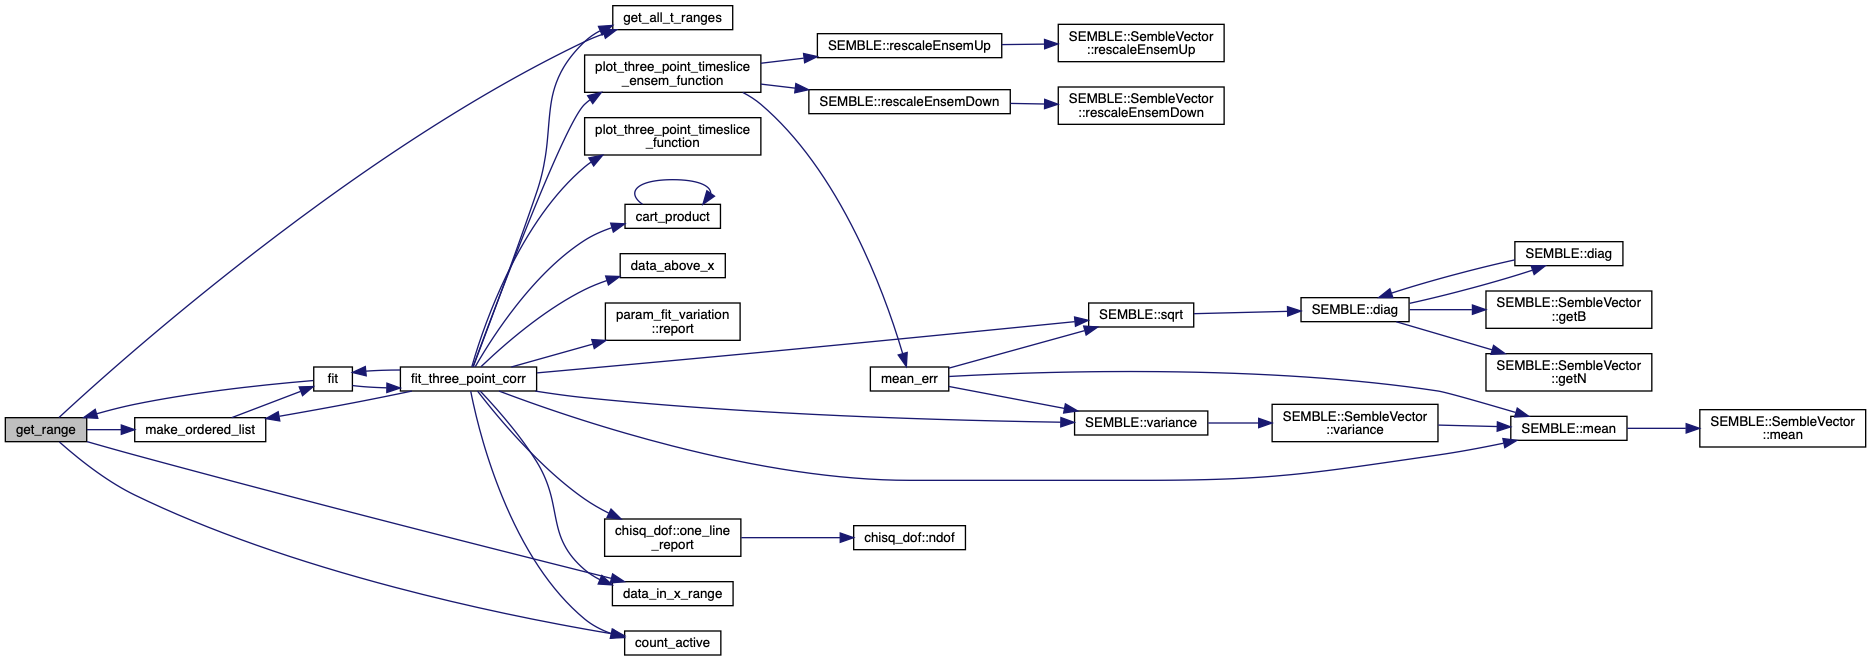 get_all_t_ranges
plot_three_point_timeslice
_ensem_function
SEMBLE::rescaleEnsemUp
SEMBLE::SembleVector
::rescaleEnsemUp
SEMBLE::rescaleEnsemDown
SEMBLE::SembleVector
::rescaleEnsemDown
plot_three_point_timeslice
_function
cart_product
data_above_x
SEMBLE::diag
param_fit_variation
::report
SEMBLE::sqrt
SEMBLE::diag
SEMBLE::SembleVector
::getB
SEMBLE::SembleVector
::getN
fit
fit_three_point_corr
mean_err
get_range
make_ordered_list
SEMBLE::variance
SEMBLE::SembleVector
::variance
SEMBLE::mean
SEMBLE::SembleVector
::mean
chisq_dof::one_line
_report
chisq_dof::ndof
data_in_x_range
count_active